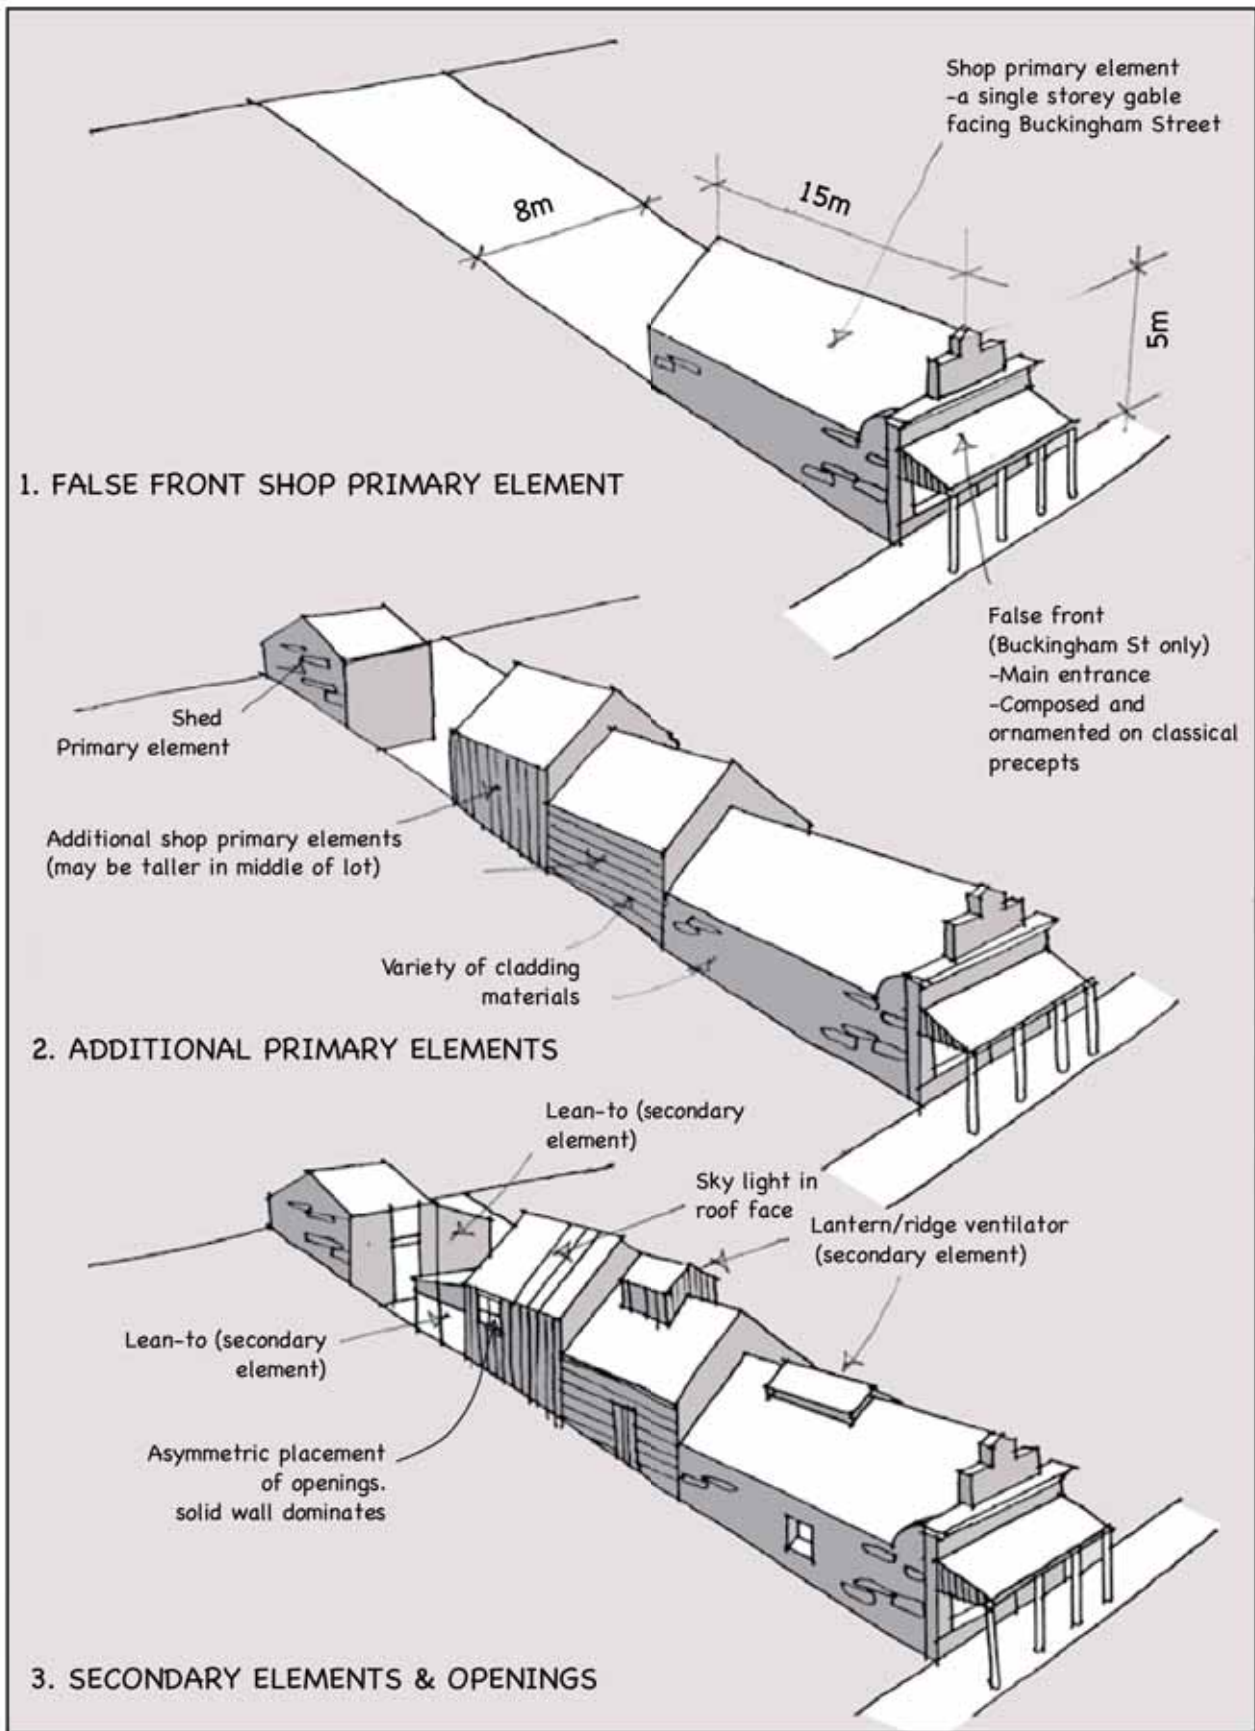 Shop primary element
-a single storey gable
facing Buckingham Street
15m
8m
5m
1. FALSE FRONT SHOP PRIMARY ELEMENT
False front
(Buckingham St only)
-Main entrance
-Composed and
ornamented on classical
precepts
Shed
Primary element
Additional shop primary elements
(may be taller in middle of lot)
Variety of cladding
materials
2. ADDITIONAL PRIMARY ELEMENTS
Lean-to (secondary
element)
Sky light in
roof face
Lantern/ridge ventilator
(secondary element)
Lean-to (secondary
element)
Asymmetric placement
of openings.
solid wall dominates
3. SECONDARY ELEMENTS & OPENINGS